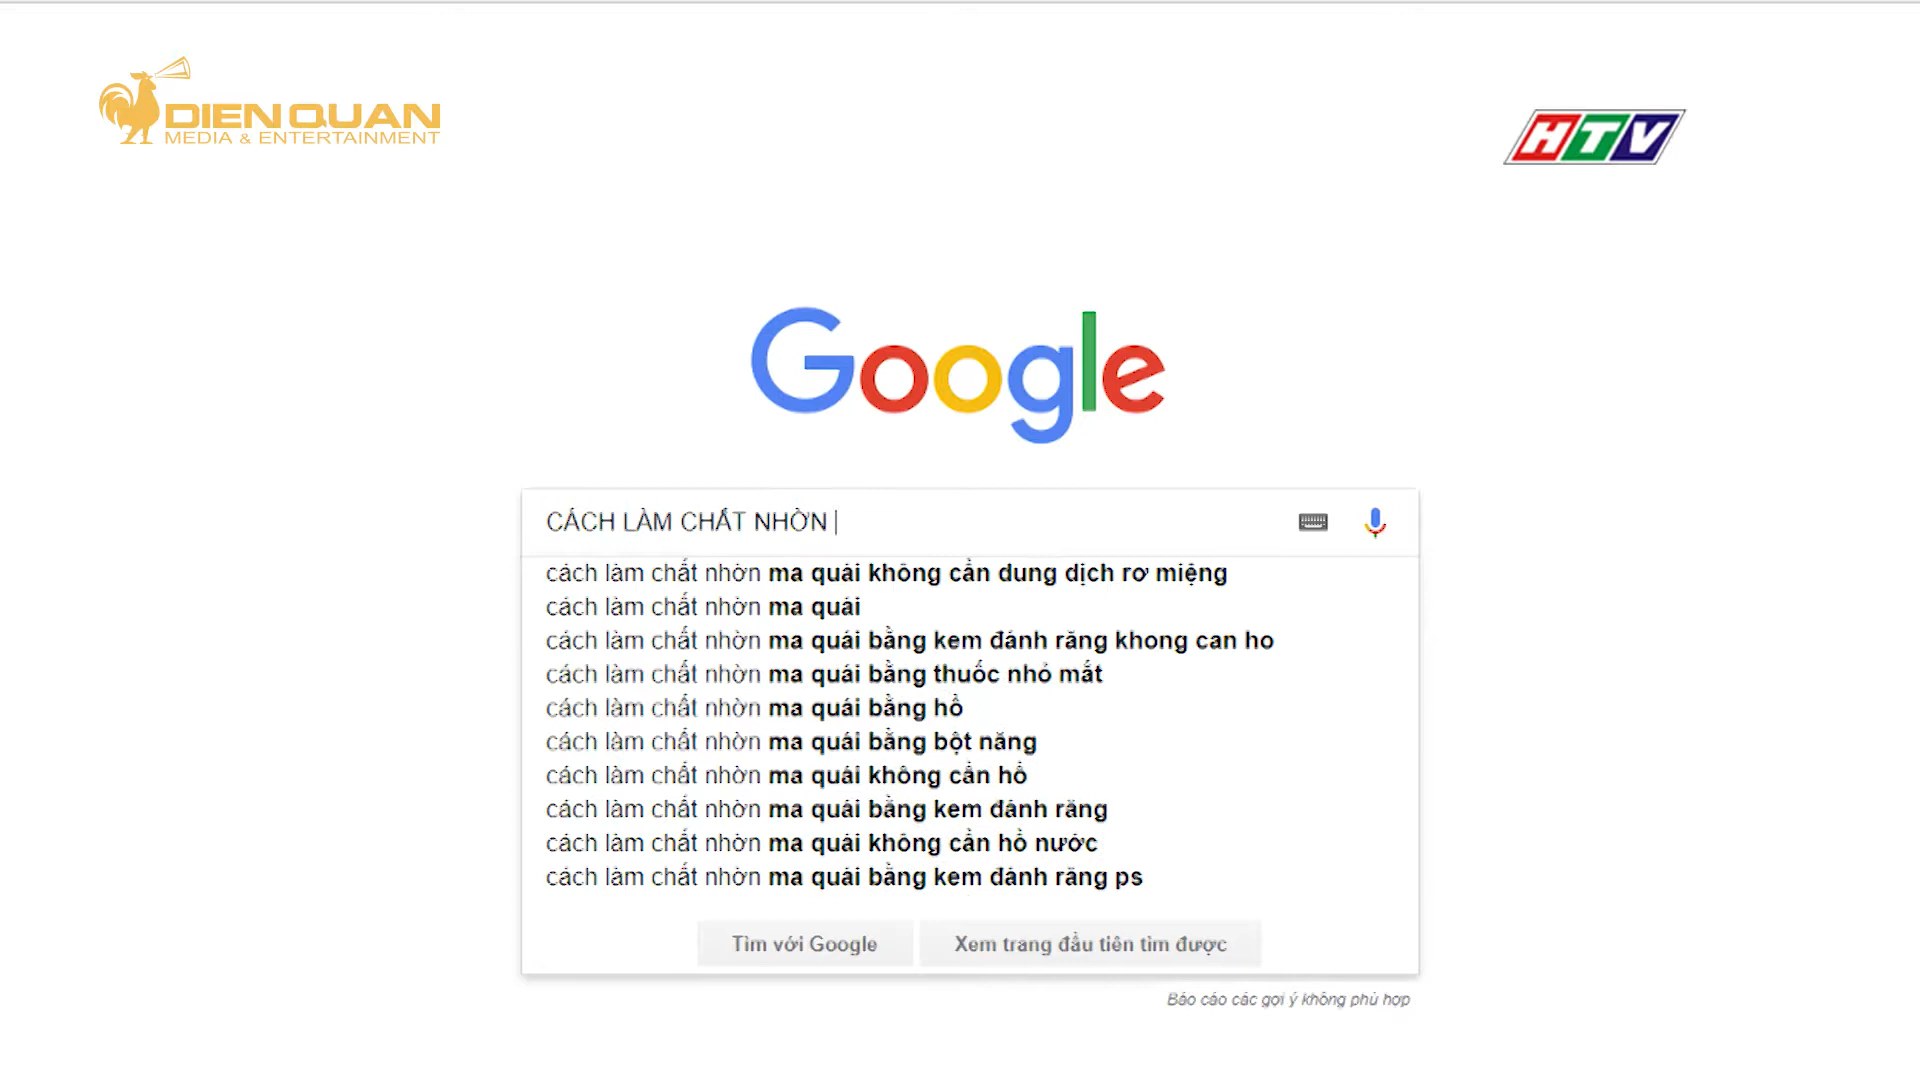 DIEN QUAN
MEDIA & ENTERTAINMENT
HTV
Google
CÁCH LÀM CHẤT NHỜN
cách làm chất nhờn ma quái không cần dung dịch rơ miệng
cách làm chất nhờn ma quái
cách làm chất nhờn ma quái bằng kem đánh răng khong can ho
cách làm chất nhờn ma quái bằng thuốc nhỏ mắt
cách làm chất nhờn ma quái bằng hồ
cách làm chất nhờn ma quái bằng bột năng
cách làm chất nhờn ma quái không cần hồ
cách làm chất nhờn ma quái bằng kem đánh răng
cách làm chất nhờn ma quái không cần hồ nước
cách làm chất nhờn ma quái bằng kem đánh răng ps
Tìm với Google
Xem trang đầu tiên tìm được
Báo cáo các gợi ý không phù hợp